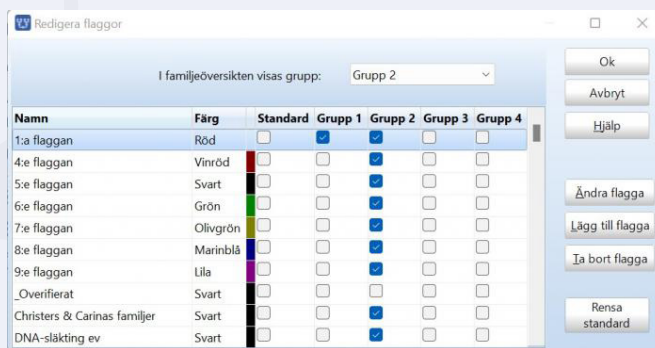 Redigera flaggor
I familjeöversikten visas grupp: Grupp 2
Ok
Avbryt
Hjälp
Namn Färg Standard Grupp 1 Grupp 2 Grupp 3 Grupp 4
1:a flaggan Röd
4:e flaggan Vinröd
5:e flaggan Svart
6:e flaggan Grön
7:e flaggan Olivgrön
8:e flaggan Marinblå
9:e flaggan Lila
_Overifierat Svart
Christers & Carinas familjer Svart
DNA-släkting ev Svart
Ändra flagga
Lägg till flagga
Ta bort flagga
Rensa
standard